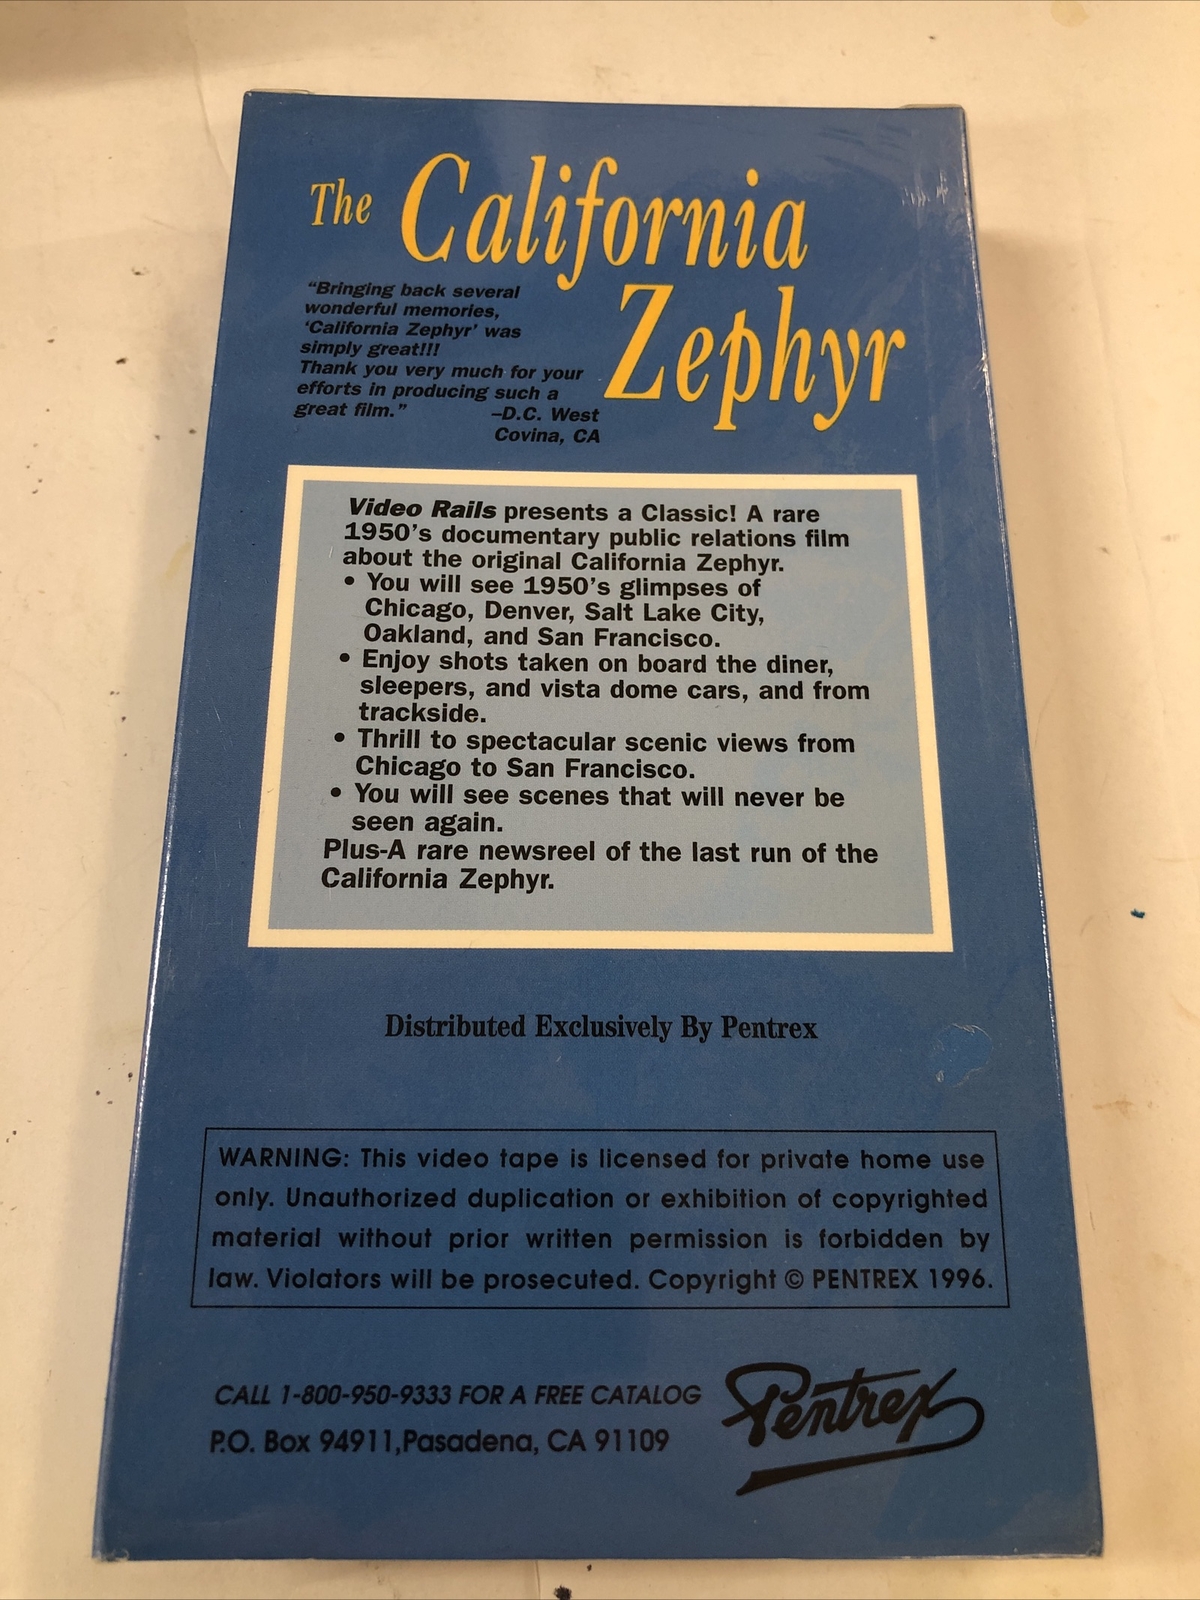 The California
Zephyr
“Bringing back several
wonderful memories,
‘California Zephyr’ was
simply great!!!
Thank you very much for your
efforts in producing such a
great film.” –D.C. West
Covina, CA
Video Rails presents a Classic! A rare
1950’s documentary public relations film
about the original California Zephyr.
• You will see 1950’s glimpses of
Chicago, Denver, Salt Lake City,
Oakland, and San Francisco.
• Enjoy shots taken on board the diner,
sleepers, and vista dome cars, and from
trackside.
• Thrill to spectacular scenic views from
Chicago to San Francisco.
• You will see scenes that will never be
seen again.
Plus-A rare newsreel of the last run of the
California Zephyr.
Distributed Exclusively By Pentrex
WARNING: This video tape is licensed for private home use
only. Unauthorized duplication or exhibition of copyrighted
material without prior written permission is forbidden by
law. Violators will be prosecuted. Copyright © PENTREX 1996.
CALL 1-800-950-9333 FOR A FREE CATALOG
P.O. Box 94911,Pasadena, CA 91109
Pentrex